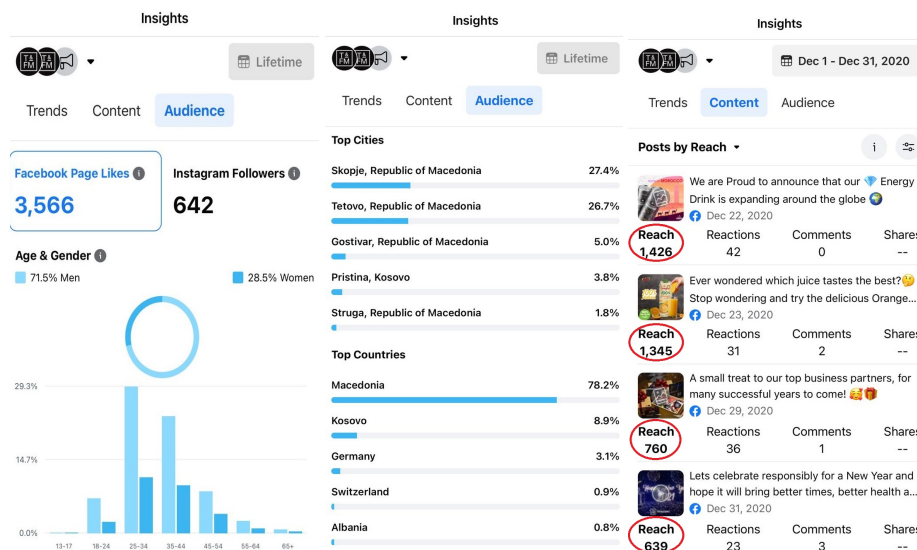 Insights
T& FM T& FM
Lifetime
Trends Content Audience
Facebook Page Likes i
3,566
Instagram Followers i
642
Age & Gender i
71.5% Men
28.5% Women
29.3%
14.7%
0.0%
13-17 18-24 25-34 35-44 45-54 55-64 65+
Insights
T& FM T& FM
Lifetime
Trends Content Audience
Top Cities
Skopje, Republic of Macedonia 27.4%
Tetovo, Republic of Macedonia 26.7%
Gostivar, Republic of Macedonia 5.0%
Pristina, Kosovo 3.8%
Struga, Republic of Macedonia 1.8%
Top Countries
Macedonia 78.2%
Kosovo 8.9%
Germany 3.1%
Switzerland 0.9%
Albania 0.8%
Insights
T& FM T& FM
Dec 1 - Dec 31, 2020
Trends Content Audience
Posts by Reach i
We are Proud to announce that our 💎 Energy
Drink is expanding around the globe 🌍
Dec 22, 2020
Reach Reactions Comments Shares
1,426 42 0 --
Ever wondered which juice tastes the best?🤔
Stop wondering and try the delicious Orange...
Dec 23, 2020
Reach Reactions Comments Shares
1,345 31 2 --
A small treat to our top business partners, for
many successful years to come! 🥰🎁
Dec 29, 2020
Reach Reactions Comments Shares
760 36 1 --
Lets celebrate responsibly for a New Year and
hope it will bring better times, better health a...
Dec 31, 2020
Reach Reactions Comments Shares
639 23 3 --